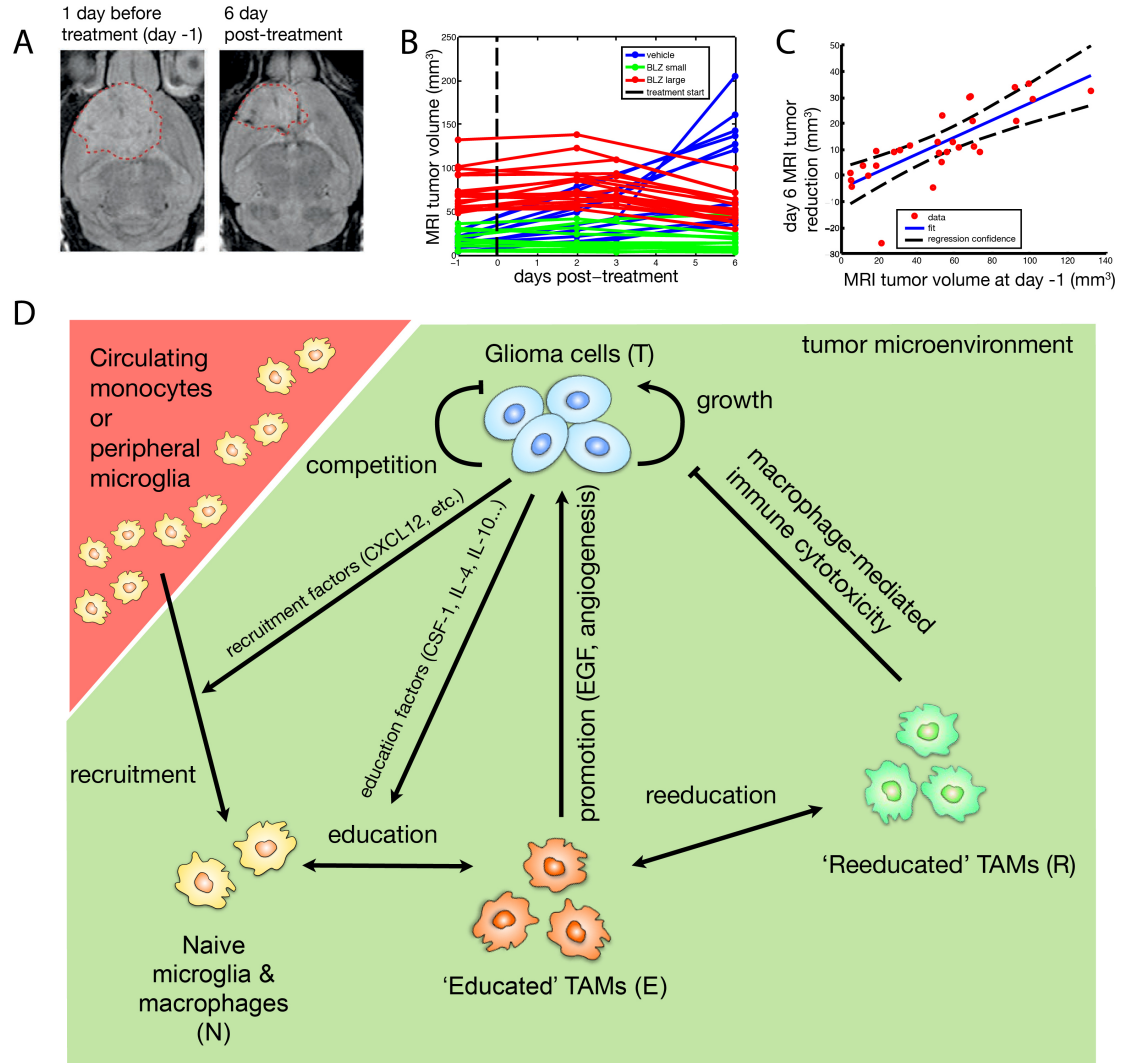 A
1 day before
treatment (day -1)
6 day
post-treatment
B
MRI tumor volume (mm³)
250
200
150
100
50
0
-1
0
1
2
3
4
5
6
days post–treatment
vehicle
BLZ small
BLZ large
treatment start
C
day 6 MRI tumor
reduction (mm³)
50
40
30
20
10
0
-10
-20
30
0
20
40
60
80
100
120
140
MRI tumor volume at day -1 (mm³)
data
fit
regression confidence
D
Circulating
monocytes
or
peripheral
microglia
tumor microenvironment
Glioma cells (T)
growth
competition
recruitment factors (CXCL12, etc.)
education factors (CSF-1, IL-4, IL-10...)
promotion (EGF, angiogenesis)
macrophage-mediated
immune cytotoxicity
recruitment
education
reeducation
'Reeducated' TAMs (R)
'Educated' TAMs (E)
Naive
microglia &
macrophages
(N)